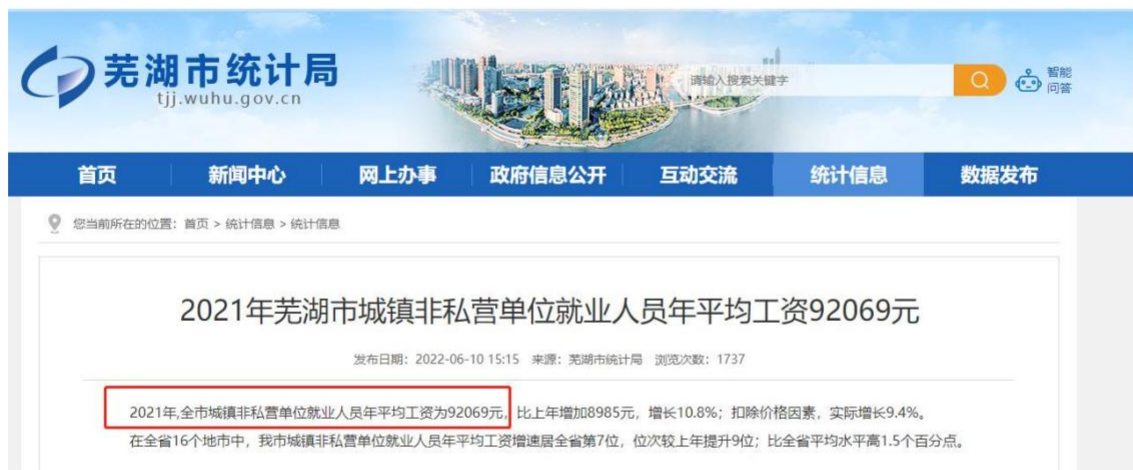 芜湖市统计局
tjj.wuhu.gov.cn
请输入搜索关键字
智能
问答
首页 新闻中心 网上办事 政府信息公开 互动交流 统计信息 数据发布
您当前所在的位置：首页 > 统计信息 > 统计信息
2021年芜湖市城镇非私营单位就业人员年平均工资92069元
发布日期：2022-06-10 15:15 来源：芜湖市统计局 浏览次数：1737
2021年,全市城镇非私营单位就业人员年平均工资为92069元，比上年增加8985元，增长10.8%；扣除价格因素，实际增长9.4%。
在全省16个地市中，我市城镇非私营单位就业人员年平均工资增速居全省第7位，位次较上年提升9位；比全省平均水平高1.5个百分点。